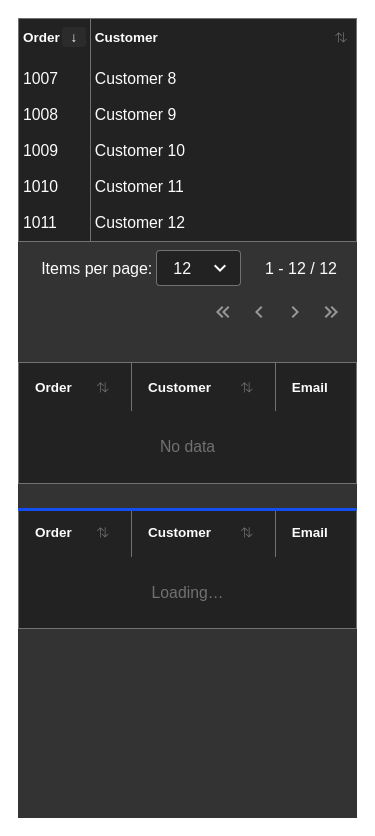 Order ↓ Customer ⇅
1007 Customer 8
1008 Customer 9
1009 Customer 10
1010 Customer 11
1011 Customer 12
Items per page: 12 1 - 12 / 12
Order ⇅ Customer ⇅ Email
No data
Order ⇅ Customer ⇅ Email
Loading…